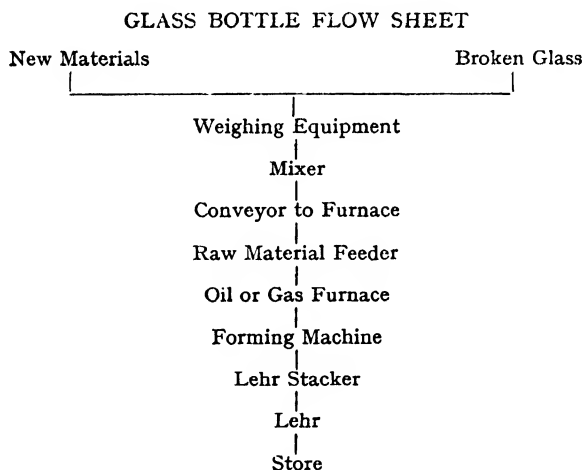 GLASS BOTTLE FLOW SHEET
New Materials Broken Glass
Weighing Equipment
Mixer
Conveyor to Furnace
Raw Material Feeder
Oil or Gas Furnace
Forming Machine
Lehr Stacker
Lehr
Store